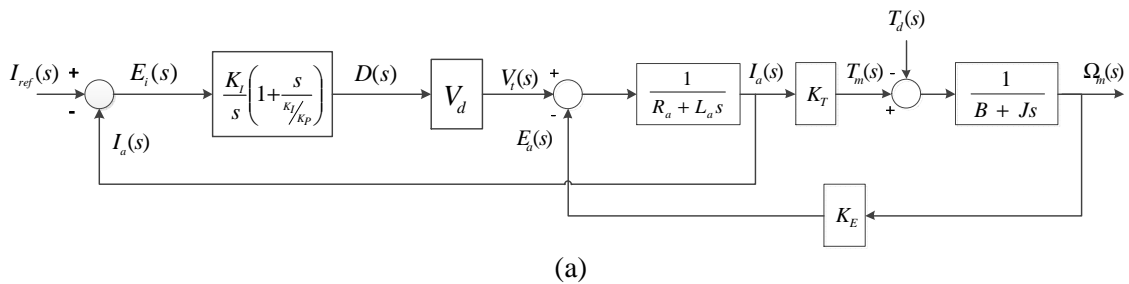 T_d(s)
I_ref(s) + - E_i(s) K_I/s (1 + s/(K_I/K_P)) D(s) V_d V_t(s) + - 1/(R_a + L_a s) I_a(s) K_T T_m(s) - + 1/(B + Js) Ω_m(s)
I_a(s) E_a(s)
K_E
(a)